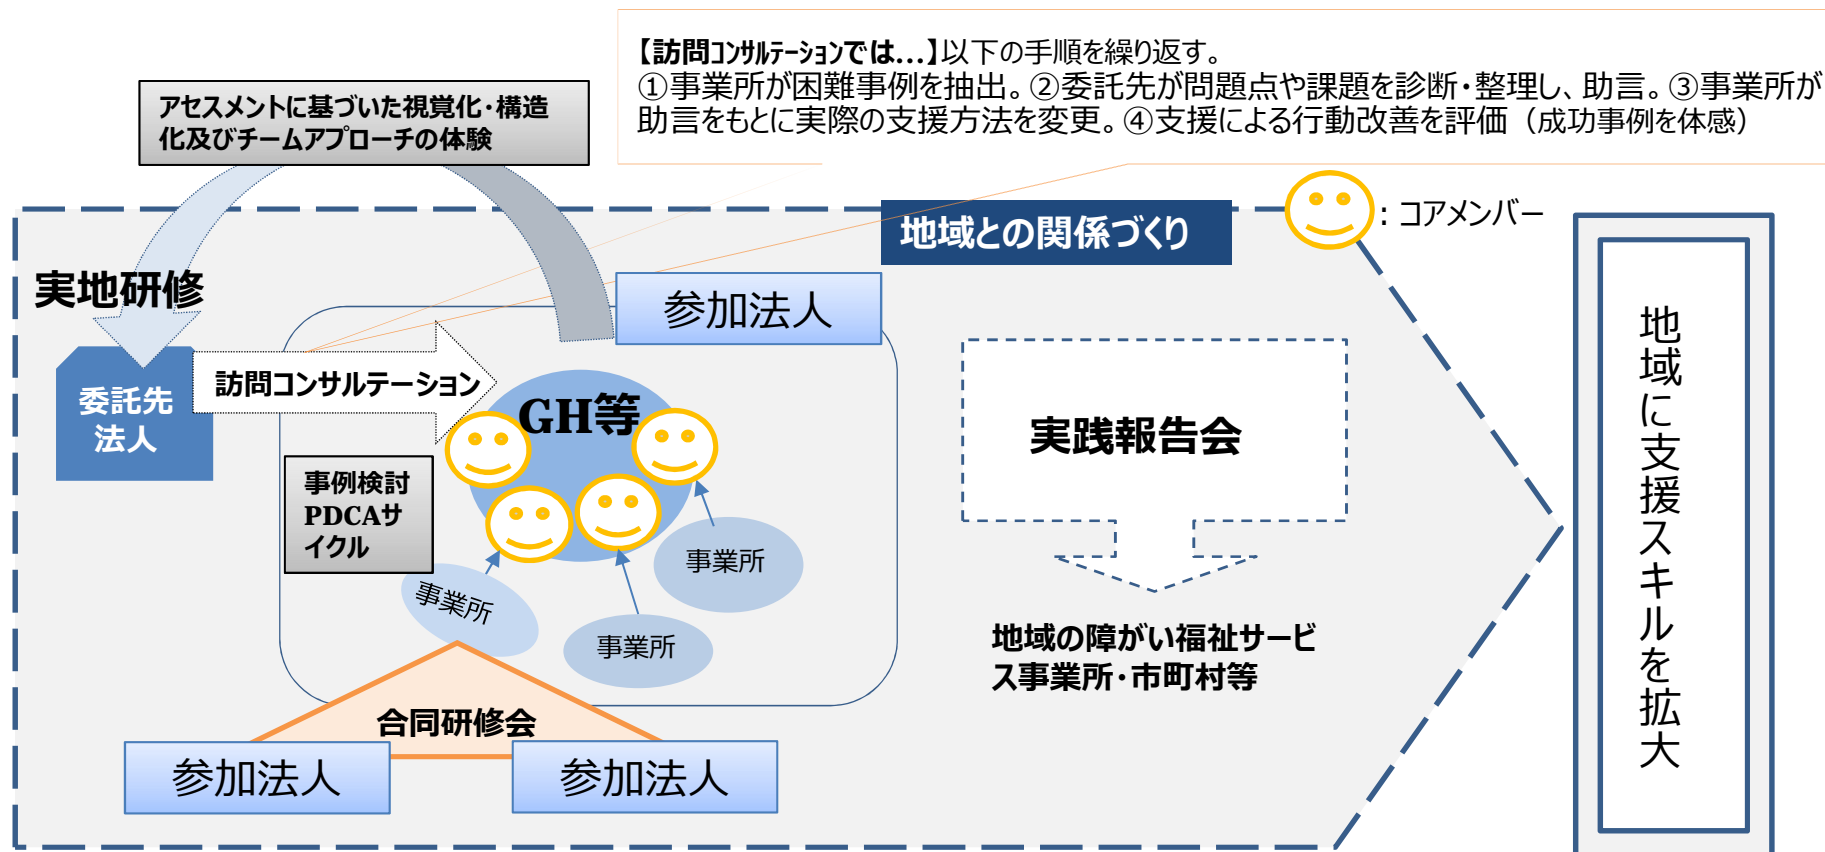 【訪問コンサルテーションでは…】以下の手順を繰り返す。
①事業所が困難事例を抽出。②委託先が問題点や課題を診断・整理し、助言。③事業所が
助言をもとに実際の支援方法を変更。④支援による行動改善を評価（成功事例を体感）
アセスメントに基づいた視覚化・構造
化及びチームアプローチの体験
地域との関係づくり
：コアメンバー
実地研修
参加法人
委託先
法人
訪問コンサルテーション
GH等
事例検討
PDCAサ
イクル
事業所
事業所
事業所
合同研修会
参加法人
参加法人
実践報告会
地域の障がい福祉サービ
ス事業所・市町村等
地域に支援スキルを拡大